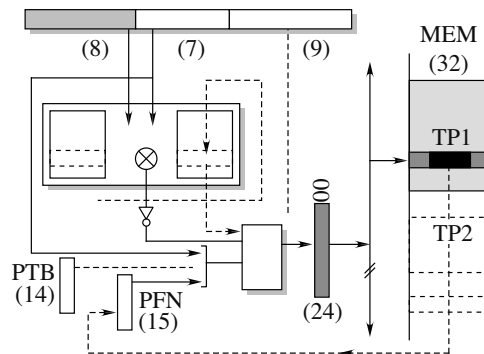 (8) (7) (9)
MEM
(32)
TP1
00
TP2
PTB
(14)
PFN
(15)
(24)